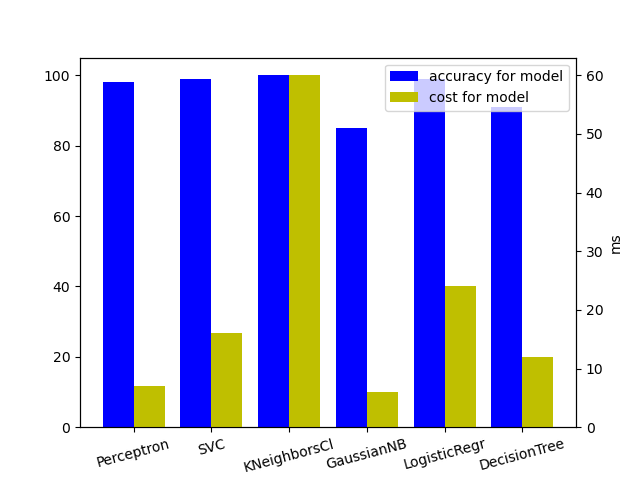 accuracy for model
cost for model
100
80
60
40
20
0
60
50
40
30
20
10
0
ms
Perceptron
SVC
KNeighborsCl
GaussianNB
LogisticRegr
DecisionTree